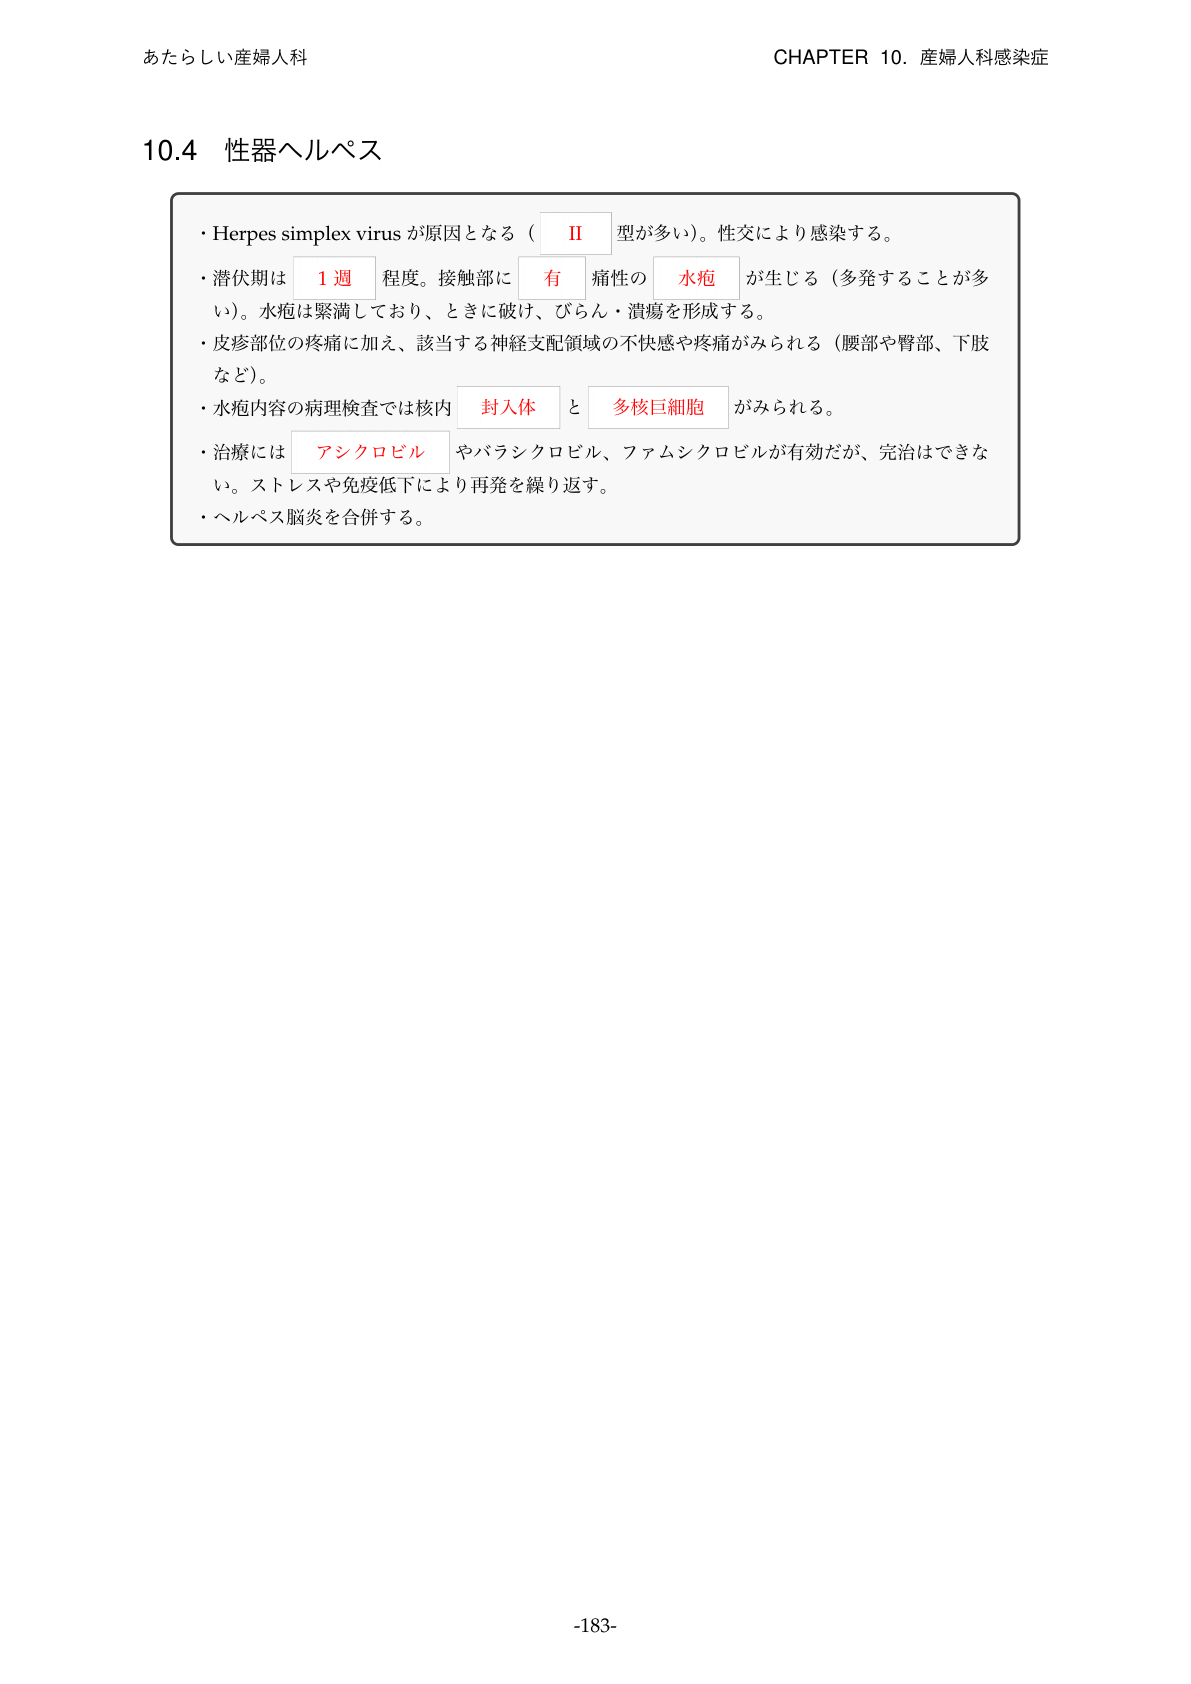 あたらしい産婦人科
CHAPTER 10. 産婦人科感染症
10.4 性器ヘルペス
・Herpes simplex virus が原因となる（ II 型が多い）。性交により感染する。
・潜伏期は 1 週 程度。接触部に 有 痛性の 水疱 が生じる（多発することが多
い）。水疱は緊満しており、ときに破け、びらん・潰瘍を形成する。
・皮疹部位の疼痛に加え、該当する神経支配領域の不快感や疼痛がみられる（腰部や臀部、下肢
など）。
・水疱内容の病理検査では核内 封入体 と 多核巨細胞 がみられる。
・治療には アシクロビル やバラシクロビル、ファムシクロビルが有効だが、完治はできな
い。ストレスや免疫低下により再発を繰り返す。
・ヘルペス脳炎を合併する。
-183-